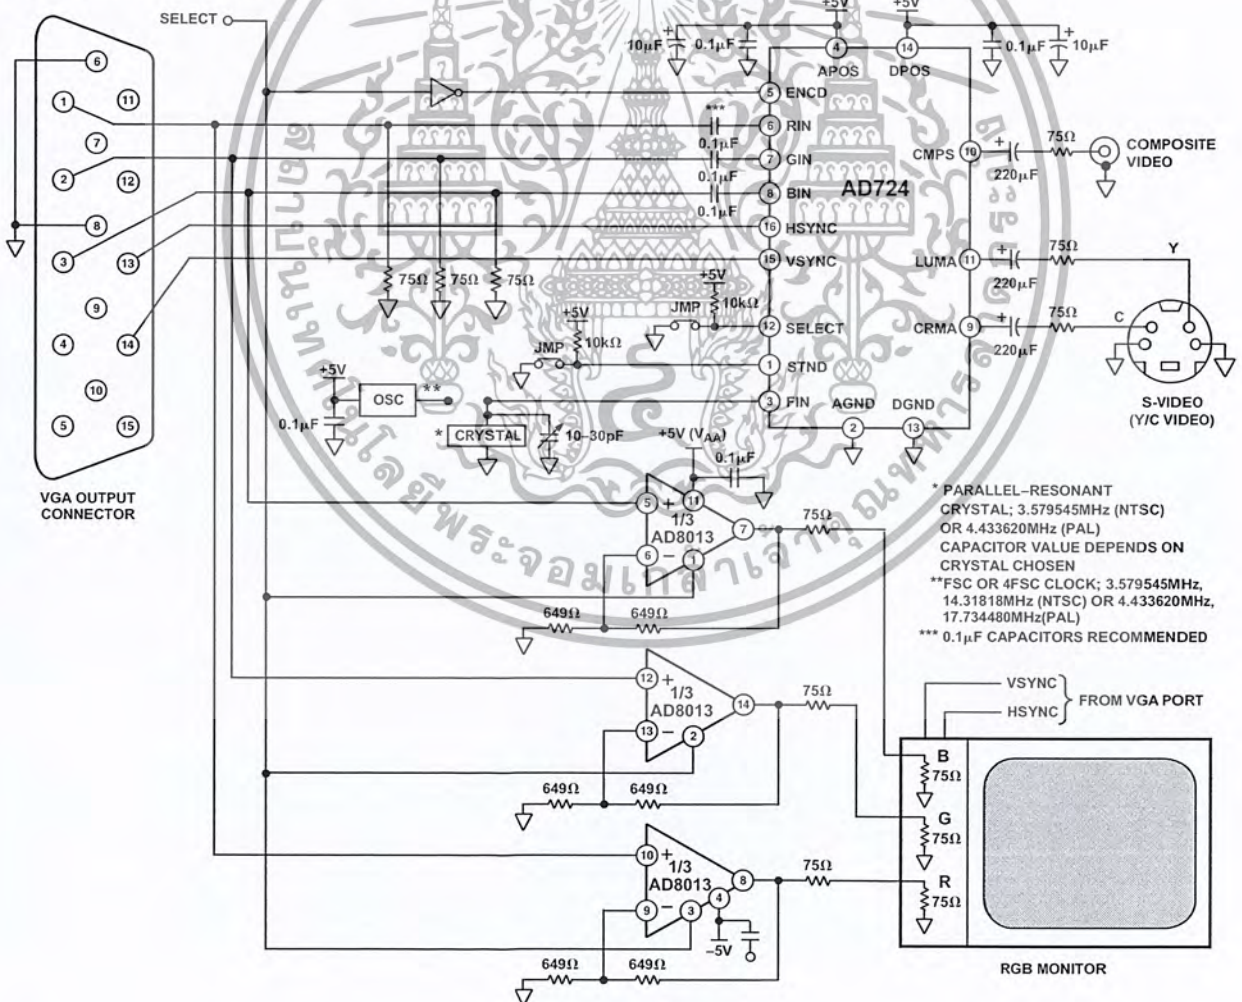 SELECT
+5V
+5V
10µF
+
0.1µF
0.1µF
+
10µF
4
14
APOS
DPOS
6
1
11
7
2
12
8
3
13
9
4
14
10
5
15
VGA OUTPUT
CONNECTOR
5
ENCD
***
6
RIN
0.1µF
7
GIN
0.1µF
8
BIN
0.1µF
16
HSYNC
15
VSYNC
AD724
CMPS
10
+
220µF
75Ω
COMPOSITE
VIDEO
LUMA
11
+
220µF
75Ω
Y
CRMA
9
+
220µF
75Ω
C
S-VIDEO
(Y/C VIDEO)
75Ω
75Ω
75Ω
+5V
10kΩ
JMP
12
SELECT
+5V
10kΩ
JMP
1
STND
3
FIN
AGND
DGND
2
13
+5V
OSC
**
0.1µF
*
CRYSTAL
10–30pF
+5V (VAA)
0.1µF
5
+
11
1/3
AD8013
7
6
–
1
75Ω
649Ω
649Ω
12
+
1/3
AD8013
14
13
–
2
75Ω
649Ω
649Ω
10
+
1/3
AD8013
8
9
–
3
4
–5V
75Ω
649Ω
649Ω
* PARALLEL–RESONANT
CRYSTAL; 3.579545MHz (NTSC)
OR 4.433620MHz (PAL)
CAPACITOR VALUE DEPENDS ON
CRYSTAL CHOSEN
**FSC OR 4FSC CLOCK; 3.579545MHz,
14.31818MHz (NTSC) OR 4.433620MHz,
17.734480MHz(PAL)
*** 0.1µF CAPACITORS RECOMMENDED
VSYNC
HSYNC
FROM VGA PORT
B
75Ω
G
75Ω
R
75Ω
RGB MONITOR